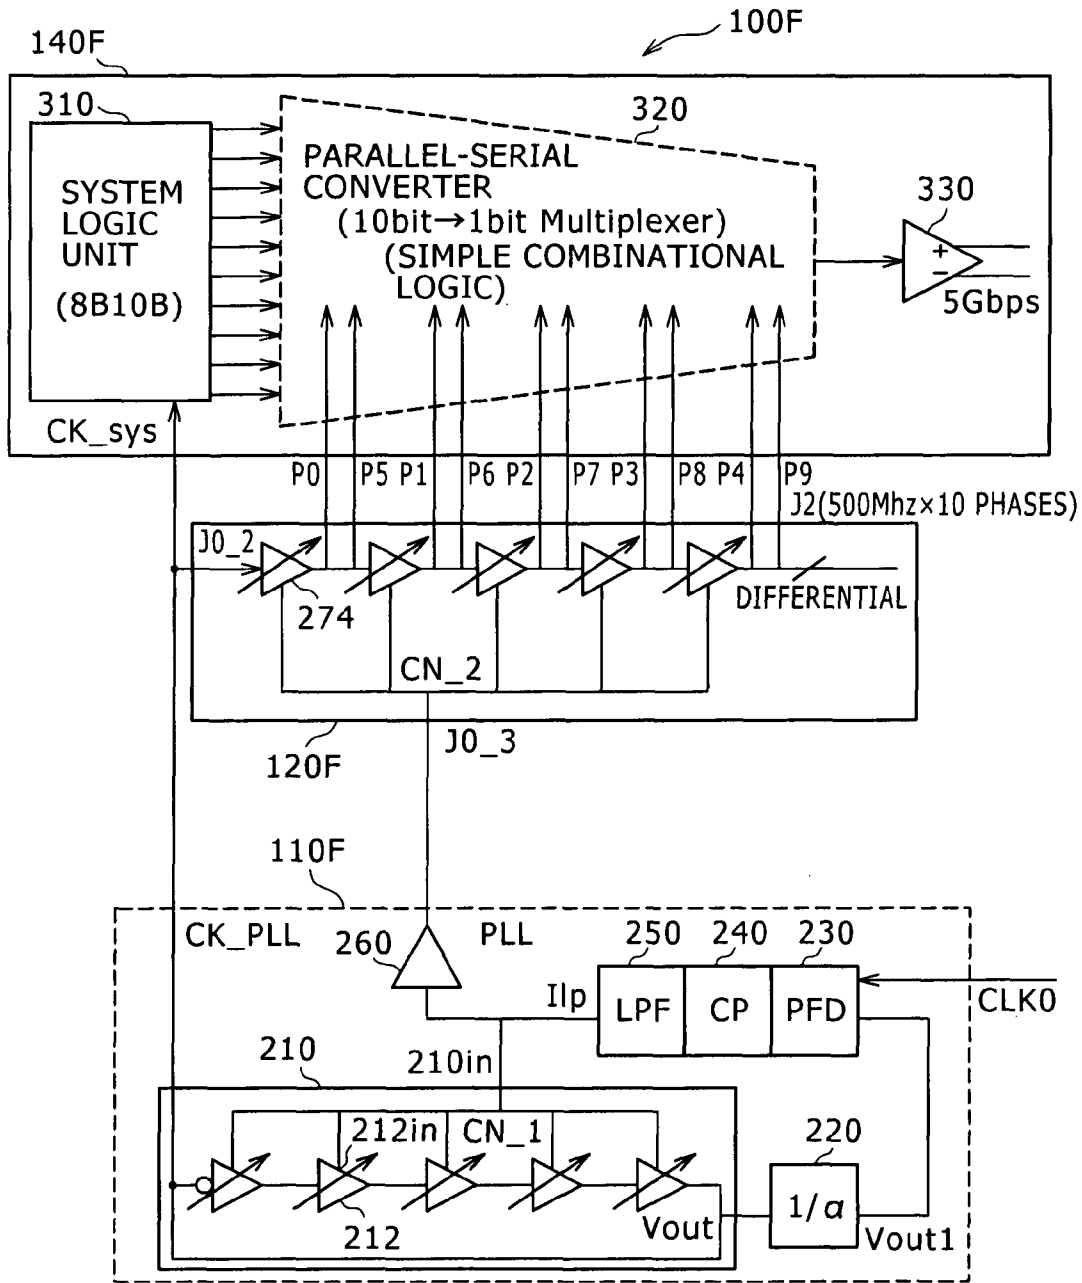 100F
140F
310
320
SYSTEM
LOGIC
UNIT
(8B10B)
PARALLEL-SERIAL
CONVERTER
(10bit→1bit Multiplexer)
(SIMPLE COMBINATIONAL
LOGIC)
330
+
−
5Gbps
CK_sys
P0 P5 P1 P6 P2 P7 P3 P8 P4 P9
J2(500Mhz×10 PHASES)
J0_2
274
DIFFERENTIAL
CN_2
120F
J0_3
110F
CK_PLL
260
PLL
250 240 230
Ilp
LPF CP PFD
CLK0
210
210in
212in
CN_1
220
1/α
212
Vout
Vout1